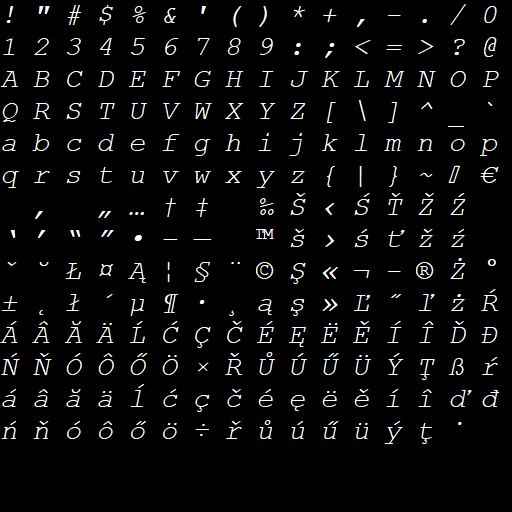 ! " # $ % & ' ( ) * + , - . / 0
1 2 3 4 5 6 7 8 9 : ; < = > ? @
A B C D E F G H I J K L M N O P
Q R S T U V W X Y Z [ \ ] ^ _ `
a b c d e f g h i j k l m n o p
q r s t u v w x y z { | } ~ ▯ €
‚ „ … † ‡ ‰ Š ‹ Ś Ť Ž Ź
‘ ’ “ ” • – — ™ š › ś ť ž ź
ˇ ˘ Ł ¤ Ą ¦ § ¨ © Ş « ¬ - ® Ż °
± ˛ ł ´ µ ¶ · ¸ ą ş » Ľ ˝ ľ ż Ŕ
Á Â Ă Ä Ĺ Ć Ç Č É Ę Ë Ě Í Î Ď Đ
Ń Ň Ó Ô Ő Ö × Ř Ů Ú Ű Ü Ý Ţ ß ŕ
á â ă ä ĺ ć ç č é ę ë ě í î ď đ
ń ň ó ô ő ö ÷ ř ů ú ű ü ý ţ ˙